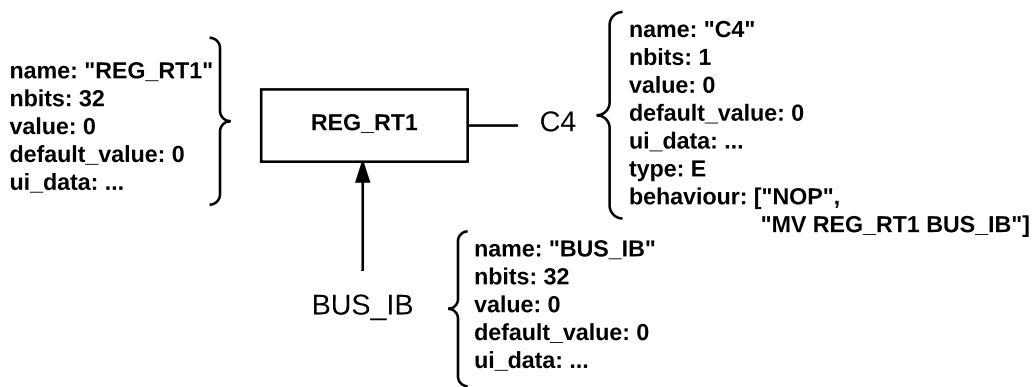 name: "REG_RT1"
nbits: 32
value: 0
default_value: 0
ui_data: ...
REG_RT1
C4
name: "C4"
nbits: 1
value: 0
default_value: 0
ui_data: ...
type: E
behaviour: ["NOP",
"MV REG_RT1 BUS_IB"]
BUS_IB
name: "BUS_IB"
nbits: 32
value: 0
default_value: 0
ui_data: ...